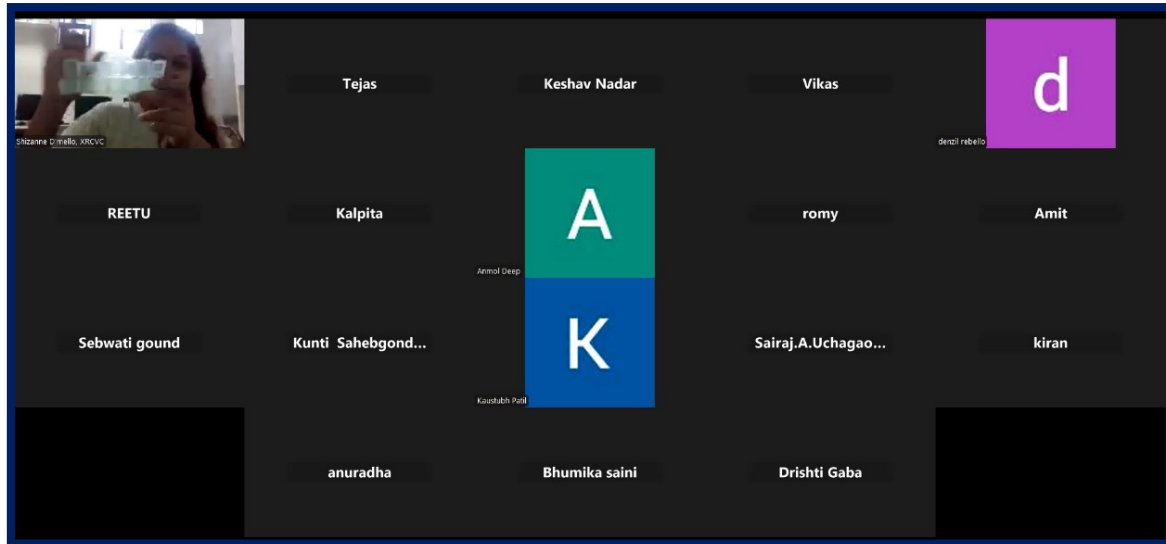 Shizanne Dmello, XRCVC
Tejas
Keshav Nadar
Vikas
d
denzil rebello
REETU
Kalpita
A
Anmol Deep
romy
Amit
Sebwati gound
Kunti Sahebgond...
K
Kaustubh Patil
Sairaj.A.Uchagao...
kiran
anuradha
Bhumika saini
Drishti Gaba